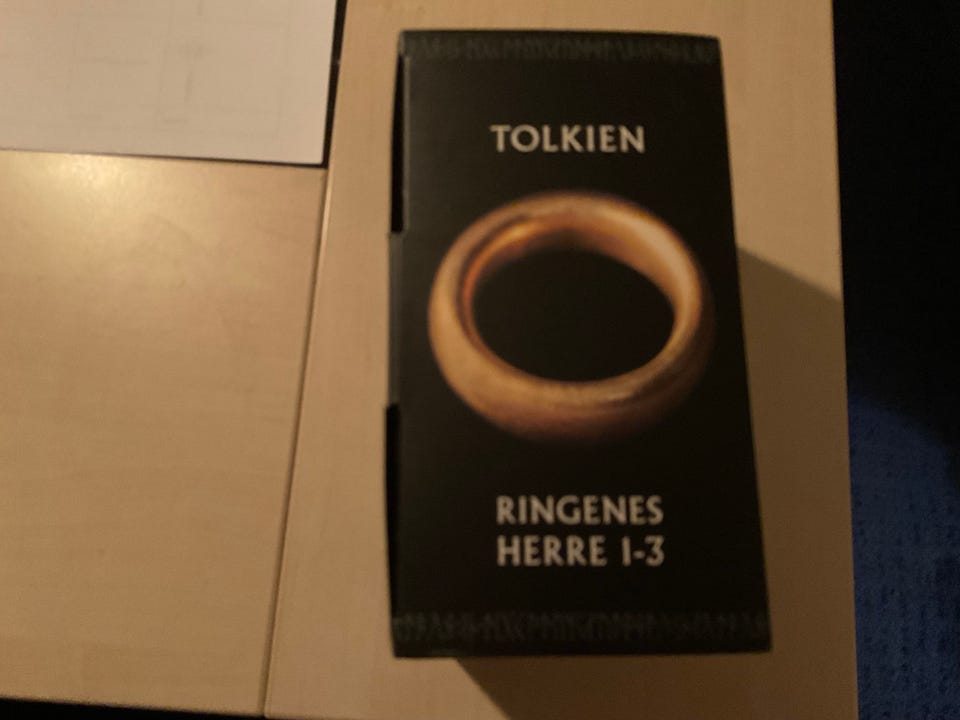 TOLKIEN
RINGENES
HERRE 1-3